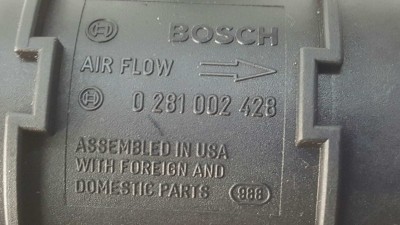 BOSCH
AIR FLOW
0 281 002 428
ASSEMBLED IN USA
WITH FOREIGN AND
DOMESTIC PARTS 988